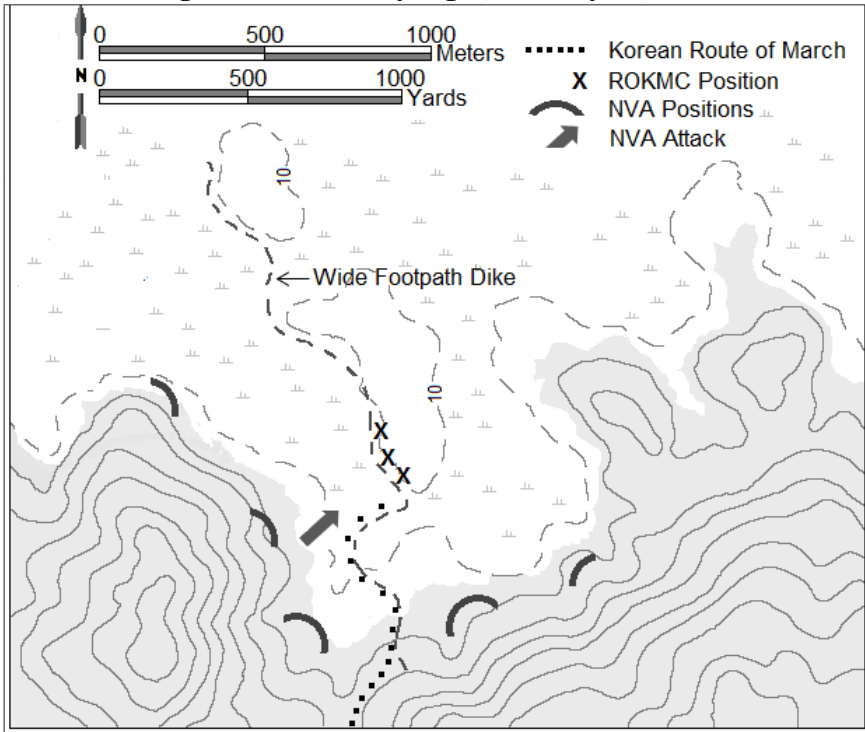 0 500 1000
Meters
N
0 500 1000
Yards
Korean Route of March
X ROKMC Position
NVA Positions
NVA Attack
10
Wide Footpath Dike
10
X
X
X